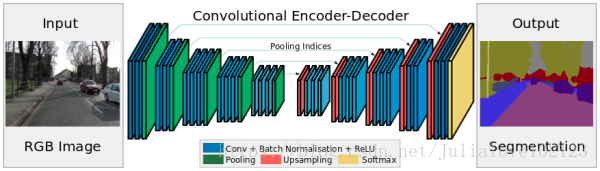 Input
Convolutional Encoder-Decoder
Output
Pooling Indices
RGB Image
Conv + Batch Normalisation + ReLU
Pooling
Upsampling
Softmax
Segmentation